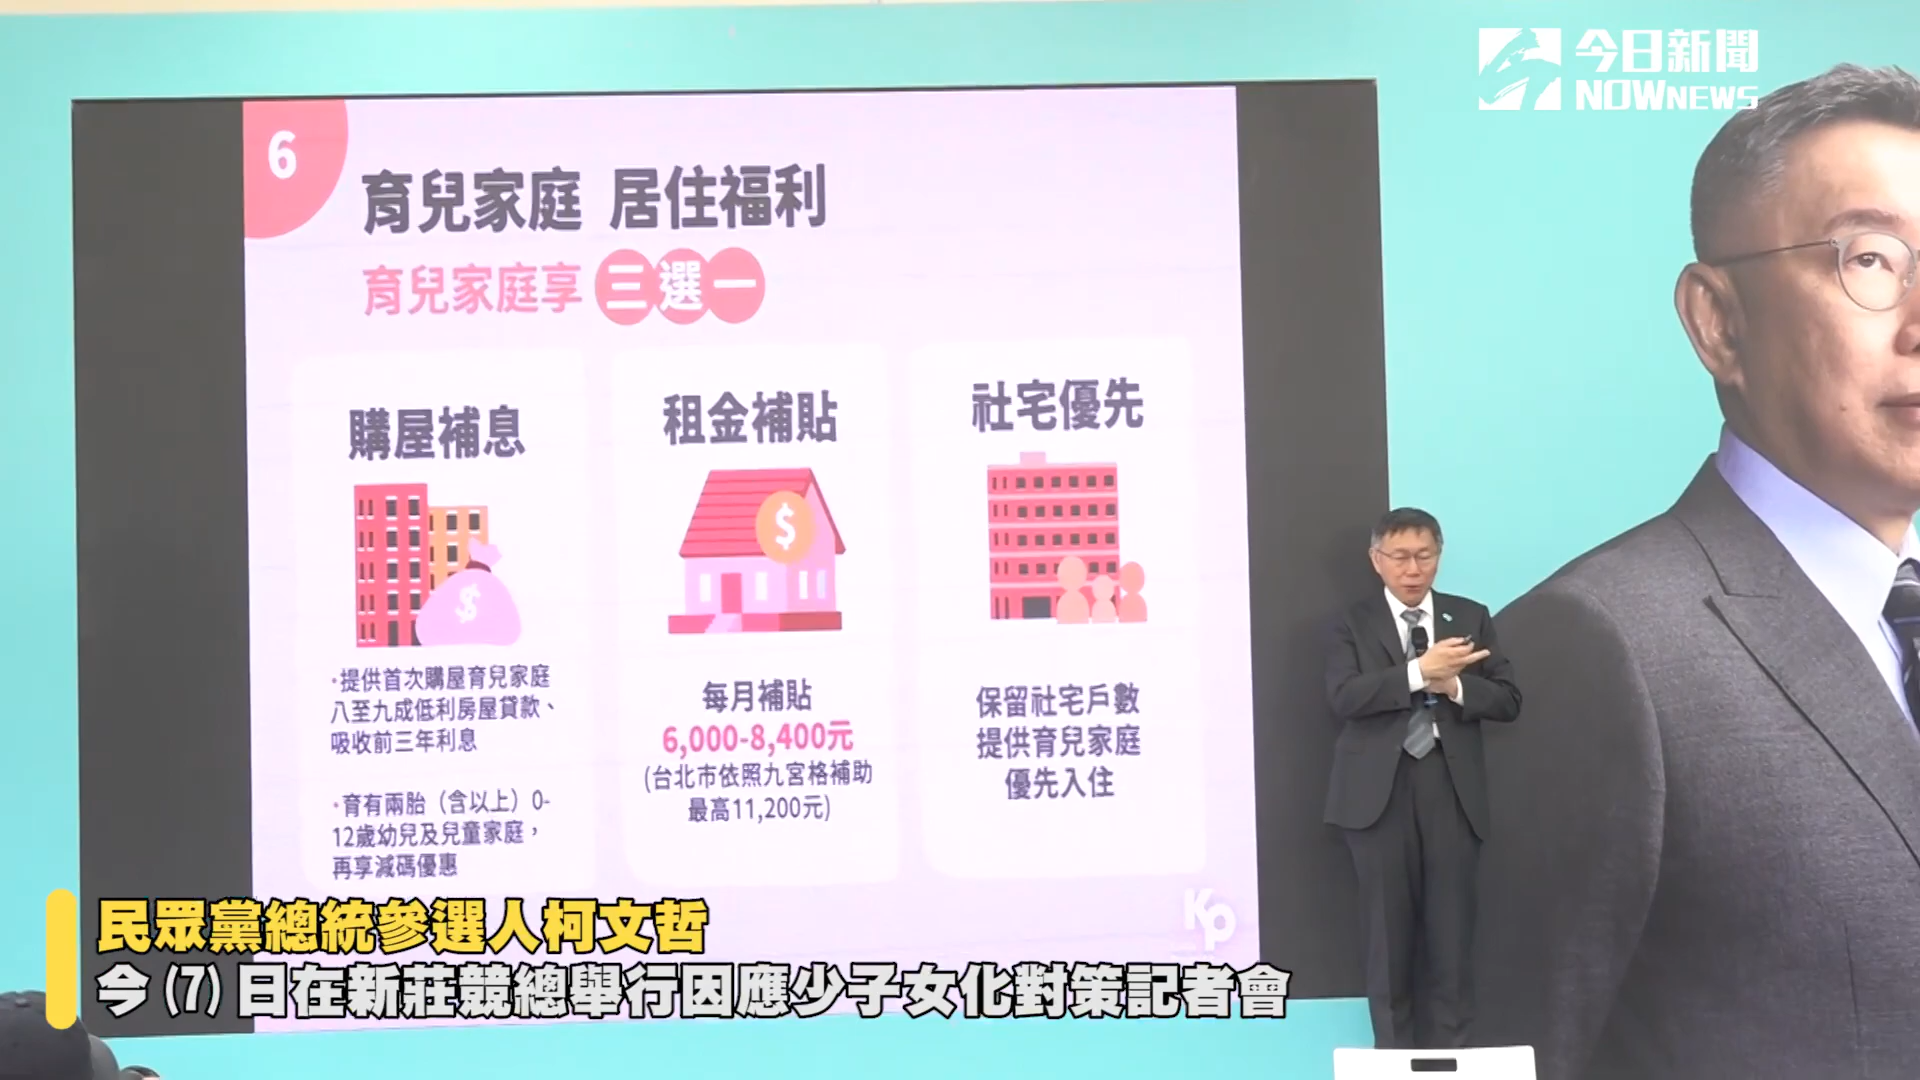 今日新聞
NOWNEWS
6
育兒家庭 居住福利
育兒家庭享 三選一
購屋補息
$
·提供首次購屋育兒家庭
八至九成低利房屋貸款、
吸收前三年利息
·育有兩胎（含以上）0-
12歲幼兒及兒童家庭，
再享減碼優惠
租金補貼
$
每月補貼
6,000-8,400元
(台北市依照九宮格補助
最高11,200元)
社宅優先
保留社宅戶數
提供育兒家庭
優先入住
KP
民眾黨總統參選人柯文哲
今(7)日在新莊競總舉行因應少子女化對策記者會